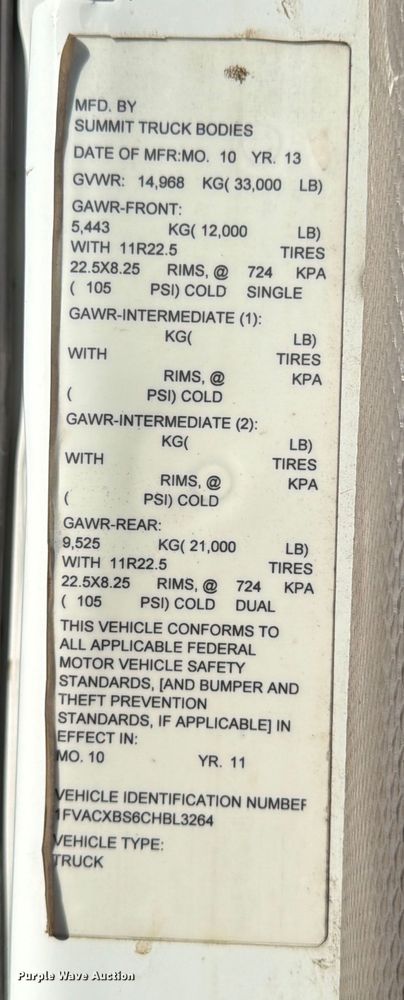 MFD. BY
SUMMIT TRUCK BODIES
DATE OF MFR:MO. 10 YR. 13
GVWR: 14,968 KG( 33,000 LB)
GAWR-FRONT:
5,443 KG( 12,000 LB)
WITH 11R22.5 TIRES
22.5X8.25 RIMS, @ 724 KPA
( 105 PSI) COLD SINGLE
GAWR-INTERMEDIATE (1):
KG( LB)
WITH TIRES
RIMS, @ KPA
( PSI) COLD
GAWR-INTERMEDIATE (2):
KG( LB)
WITH TIRES
RIMS, @ KPA
( PSI) COLD
GAWR-REAR:
9,525 KG( 21,000 LB)
WITH 11R22.5 TIRES
22.5X8.25 RIMS, @ 724 KPA
( 105 PSI) COLD DUAL
THIS VEHICLE CONFORMS TO
ALL APPLICABLE FEDERAL
MOTOR VEHICLE SAFETY
STANDARDS, [AND BUMPER AND
THEFT PREVENTION
STANDARDS, IF APPLICABLE] IN
EFFECT IN:
MO. 10 YR. 11
VEHICLE IDENTIFICATION NUMBER
1FVACXBS6CHBL3264
VEHICLE TYPE:
TRUCK
Purple Wave Auction